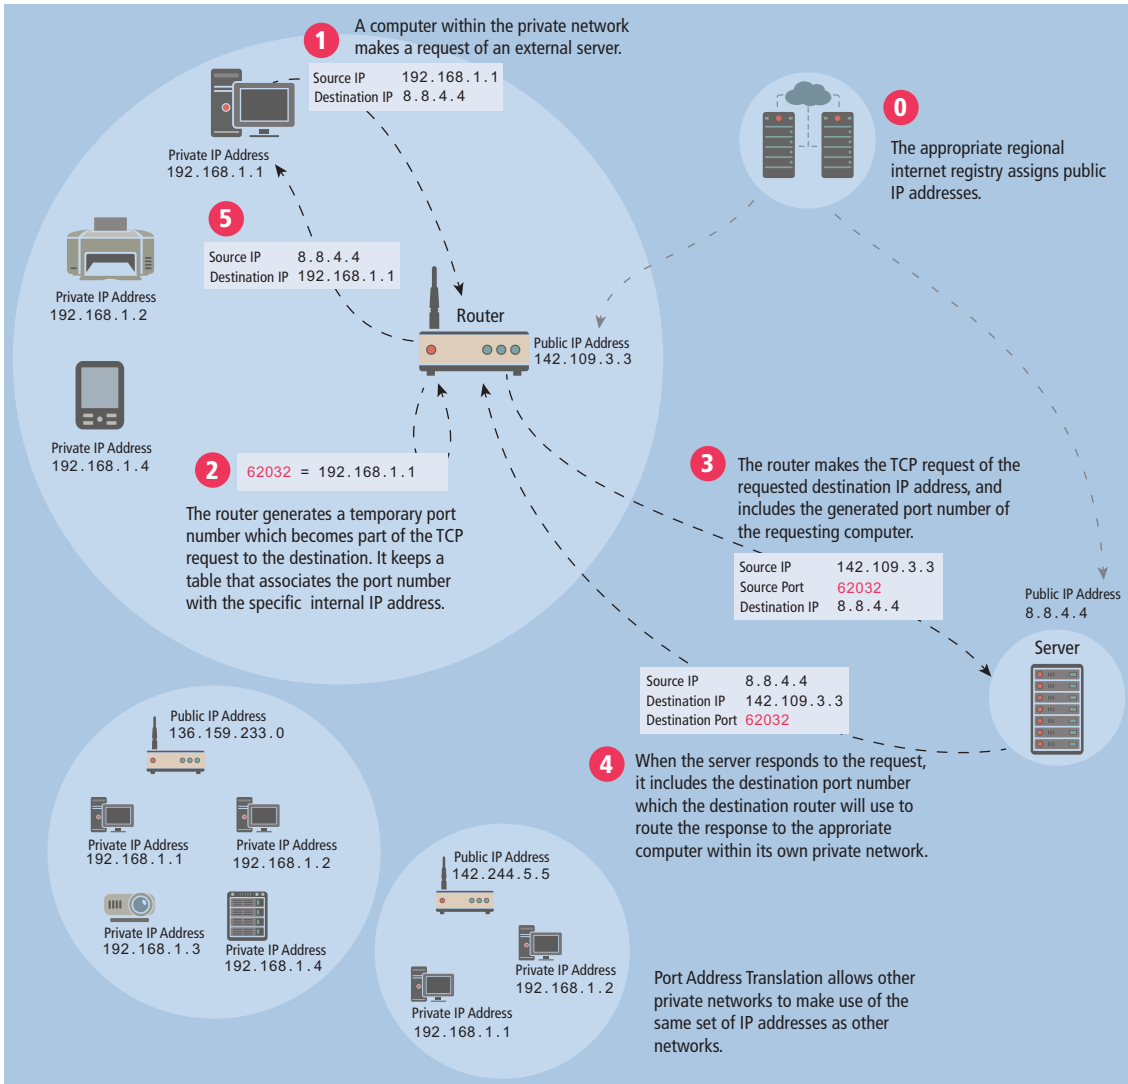 1
A computer within the private network
makes a request of an external server.
Source IP 192.168.1.1
Destination IP 8.8.4.4
Private IP Address
192.168.1.1
0
The appropriate regional
internet registry assigns public
IP addresses.
5
Source IP 8.8.4.4
Destination IP 192.168.1.1
Private IP Address
192.168.1.2
Router
Public IP Address
142.109.3.3
Private IP Address
192.168.1.4
2
62032 = 192.168.1.1
The router generates a temporary port
number which becomes part of the TCP
request to the destination. It keeps a
table that associates the port number
with the specific internal IP address.
3
The router makes the TCP request of the
requested destination IP address, and
includes the generated port number of
the requesting computer.
Source IP 142.109.3.3
Source Port 62032
Destination IP 8.8.4.4
Public IP Address
8.8.4.4
Server
Source IP 8.8.4.4
Destination IP 142.109.3.3
Destination Port 62032
4
When the server responds to the request,
it includes the destination port number
which the destination router will use to
route the response to the approriate
computer within its own private network.
Public IP Address
136.159.233.0
Private IP Address
192.168.1.1
Private IP Address
192.168.1.2
Private IP Address
192.168.1.3
Private IP Address
192.168.1.4
Public IP Address
142.244.5.5
Private IP Address
192.168.1.2
Private IP Address
192.168.1.1
Port Address Translation allows other
private networks to make use of the
same set of IP addresses as other
networks.